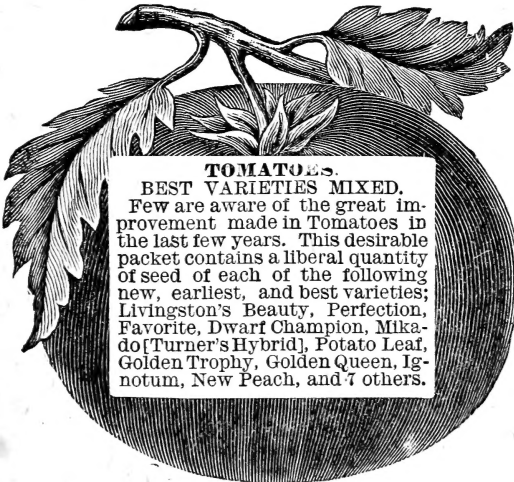 TOMATOES.
BEST VARIETIES MIXED.
Few are aware of the great im-
provement made in Tomatoes in
the last few years. This desirable
packet contains a liberal quantity
of seed of each of the following
new, earliest, and best varieties;
Livingston's Beauty, Perfection,
Favorite, Dwarf Champion, Mika-
do [Turner's Hybrid], Potato Leaf,
Golden Trophy, Golden Queen, Ig-
notum, New Peach, and 7 others.